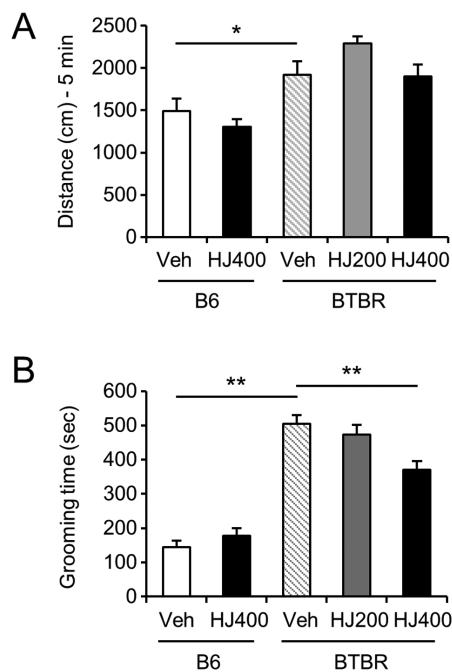 A
Distance (cm) - 5 min
2500
2000
1500
1000
500
0
*
Veh HJ400 Veh HJ200 HJ400
B6 BTBR
B
Grooming time (sec)
600
500
400
300
200
100
0
** **
Veh HJ400 Veh HJ200 HJ400
B6 BTBR